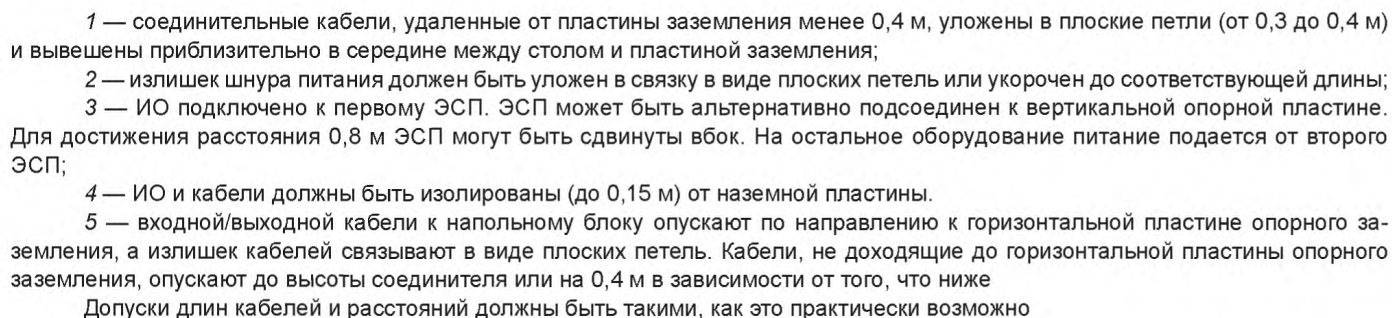 1 — соединительные кабели, удаленные от пластины заземления менее 0,4 м, уложены в плоские петли (от 0,3 до 0,4 м)
и вывешены приблизительно в середине между столом и пластиной заземления;
2 — излишек шнура питания должен быть уложен в связку в виде плоских петель или укорочен до соответствующей длины;
3 — ИО подключено к первому ЭСП. ЭСП может быть альтернативно подсоединен к вертикальной опорной пластине.
Для достижения расстояния 0,8 м ЭСП могут быть сдвинуты вбок. На остальное оборудование питание подается от второго
ЭСП;
4 — ИО и кабели должны быть изолированы (до 0,15 м) от наземной пластины.
5 — входной/выходной кабели к напольному блоку опускают по направлению к горизонтальной пластине опорного за-
земления, а излишек кабелей связывают в виде плоских петель. Кабели, не доходящие до горизонтальной пластины опорного
заземления, опускают до высоты соединителя или на 0,4 м в зависимости от того, что ниже
Допуски длин кабелей и расстояний должны быть такими, как это практически возможно